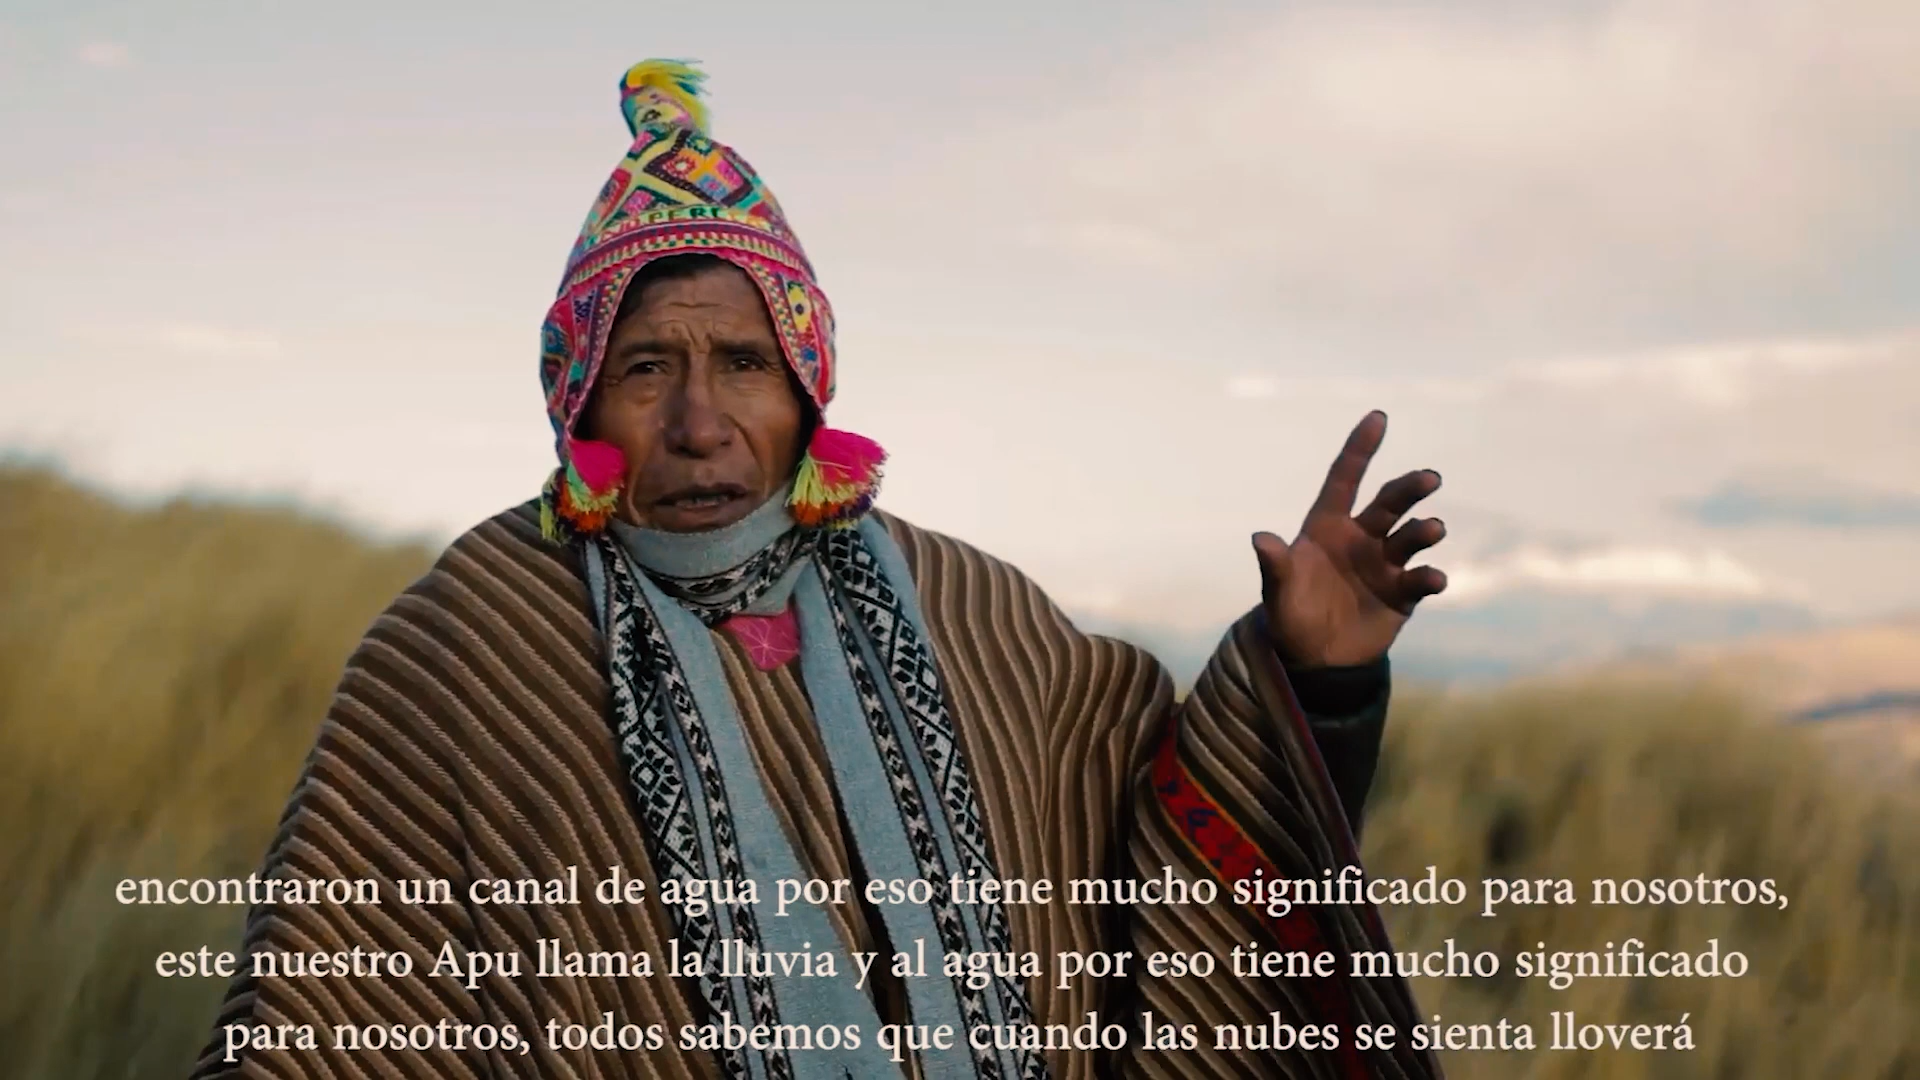 PERU
encontraron un canal de agua por eso tiene mucho significado para nosotros,
este nuestro Apu llama la lluvia y al agua por eso tiene mucho significado
para nosotros, todos sabemos que cuando las nubes se sienta lloverá